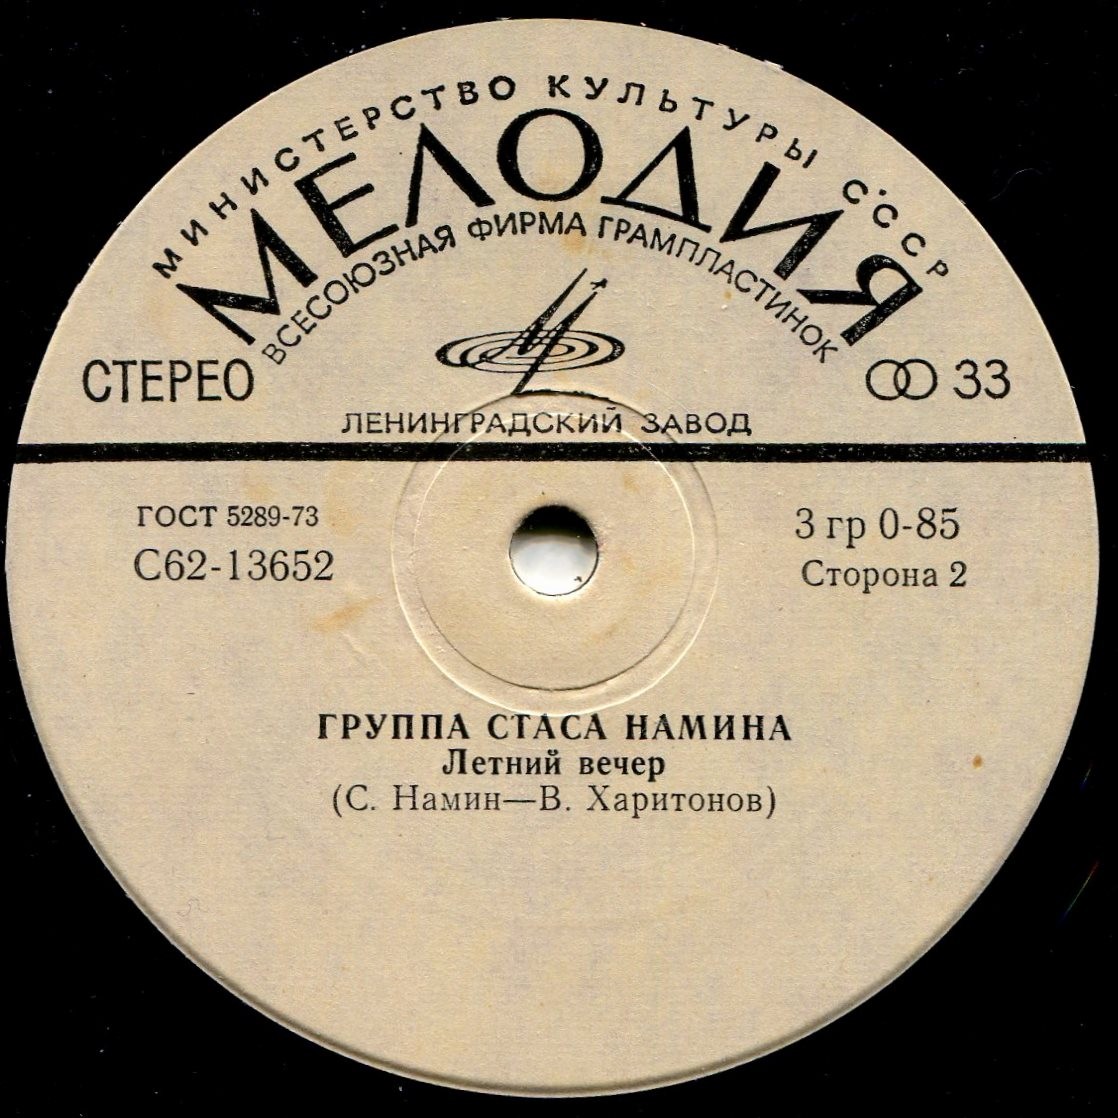 МИНИСТЕРСТВО КУЛЬТУРЫ СССР
МЕЛОДИЯ
ВСЕСОЮЗНАЯ ФИРМА ГРАМПЛАСТИНОК
СТЕРЕО
33
ЛЕНИНГРАДСКИЙ ЗАВОД
ГОСТ 5289-73
С62-13652
3 гр 0-85
Сторона 2
ГРУППА СТАСА НАМИНА
Летний вечер
(С. Намин—В. Харитонов)